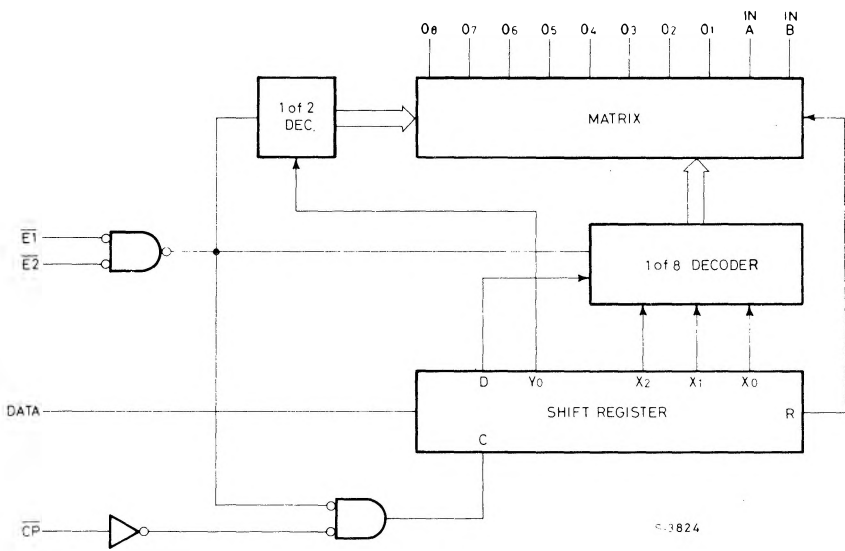 O8 O7 O6 O5 O4 O3 O2 O1 IN A IN B
1 of 2 DEC.
MATRIX
E1
E2
1 of 8 DECODER
D Y0 X2 X1 X0
DATA
SHIFT REGISTER
R
C
CP
S-3824